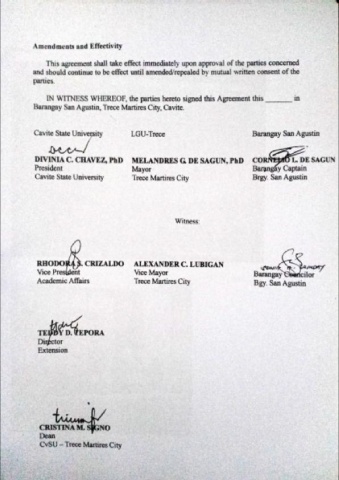 Amendments and Effectivity
This agreement shall take effect immediately upon approval of the parties concerned
and should continue to be effect until amended/repealed by mutual written consent of the
parties.
IN WITNESS WHEREOF, the parties hereto signed this Agreement this _______ in
Barangay San Agustin, Trece Martires City, Cavite.
Cavite State University LGU-Trece Barangay San Agustin
DIVINIA C. CHAVEZ, PhD MELANDRES G. DE SAGUN, PhD CORNELIO L. DE SAGUN
President Mayor Barangay Captain
Cavite State University Trece Martires City Brgy. San Agustin
Witness:
RHODORA S. CRIZALDO ALEXANDER C. LUBIGAN
Vice President Vice Mayor Barangay Councilor
Academic Affairs Trece Martires City Bgy. San Agustin
TEDDY D. TEPORA
Director
Extension
CRISTINA M. SIGNO
Dean
CvSU – Trece Martires City